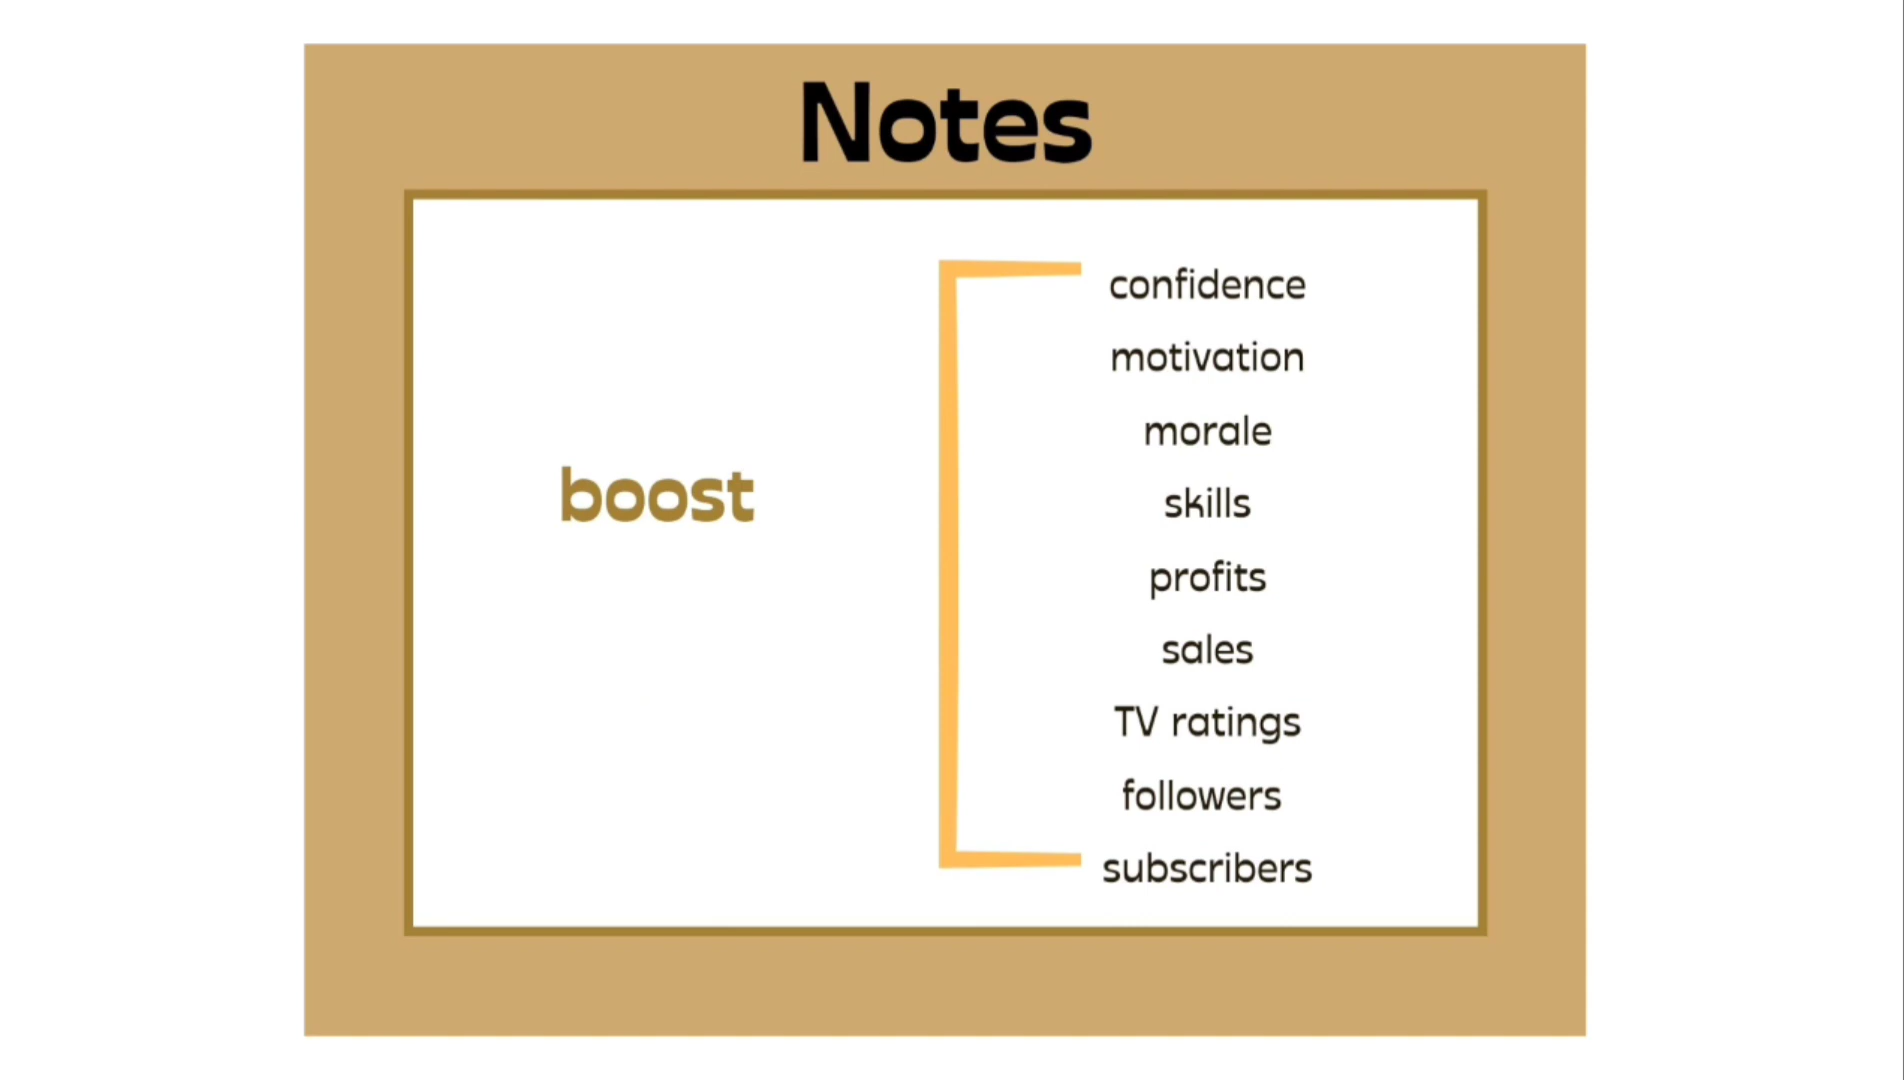 Notes
boost
confidence
motivation
morale
skills
profits
sales
TV ratings
followers
subscribers